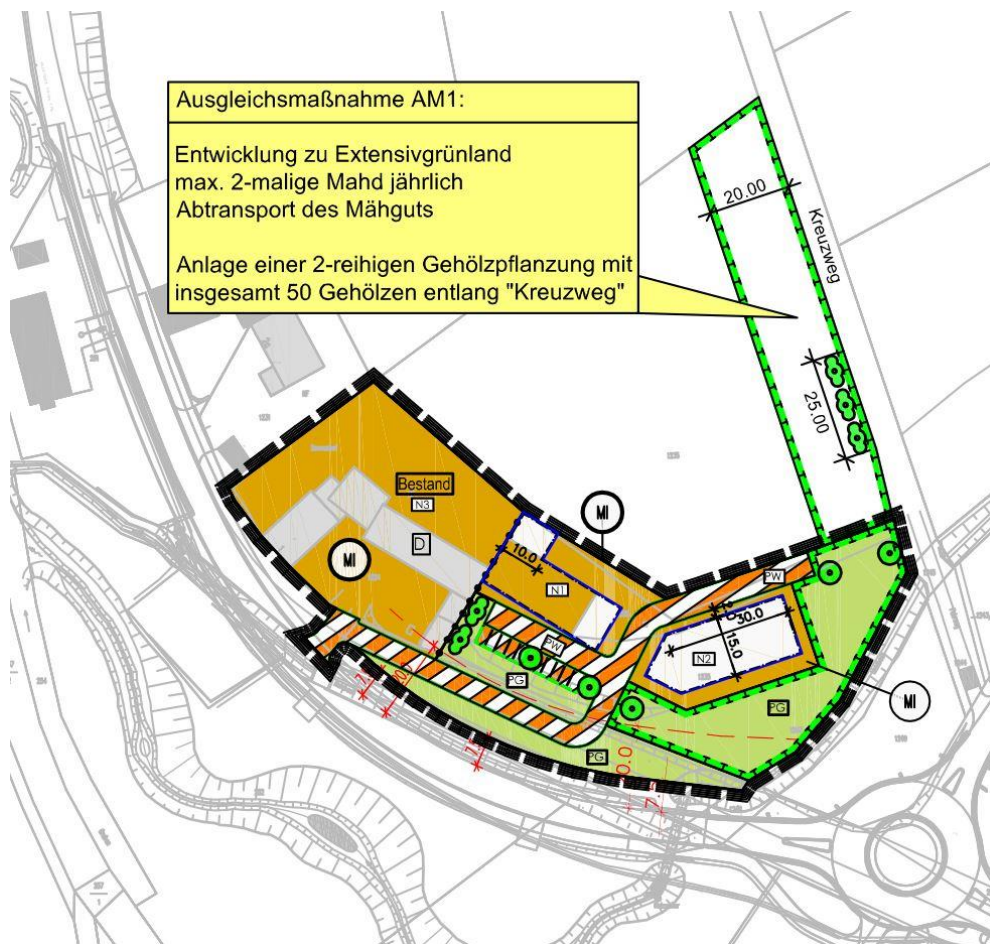 Ausgleichsmaßnahme AM1:
Entwicklung zu Extensivgrünland
max. 2-malige Mahd jährlich
Abtransport des Mähguts
Anlage einer 2-reihigen Gehölzpflanzung mit
insgesamt 50 Gehölzen entlang "Kreuzweg"
20.00
Kreuzweg
25.00
Bestand
N3
MI
D
MI
10.0
N1
PW
30.0
15.0
N2
PW
PG
MI
PG
PG